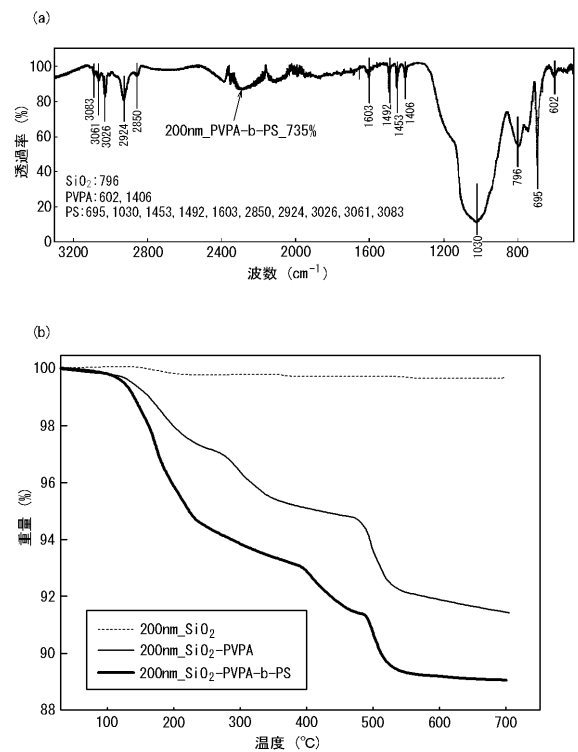 (a)
透過率 (%)
100
80
60
40
20
0
3083
3061
3026
2924
2850
200nm_PVPA-b-PS_735%
1603
1492
1453
1406
1030
796
695
602
SiO₂:796
PVPA:602, 1406
PS:695, 1030, 1453, 1492, 1603, 2850, 2924, 3026, 3061, 3083
3200 2800 2400 2000 1600 1200 800
波数 (cm⁻¹)
(b)
重量 (%)
100
98
96
94
92
90
88
200nm_SiO₂
200nm_SiO₂-PVPA
200nm_SiO₂-PVPA-b-PS
100 200 300 400 500 600 700
温度 (℃)